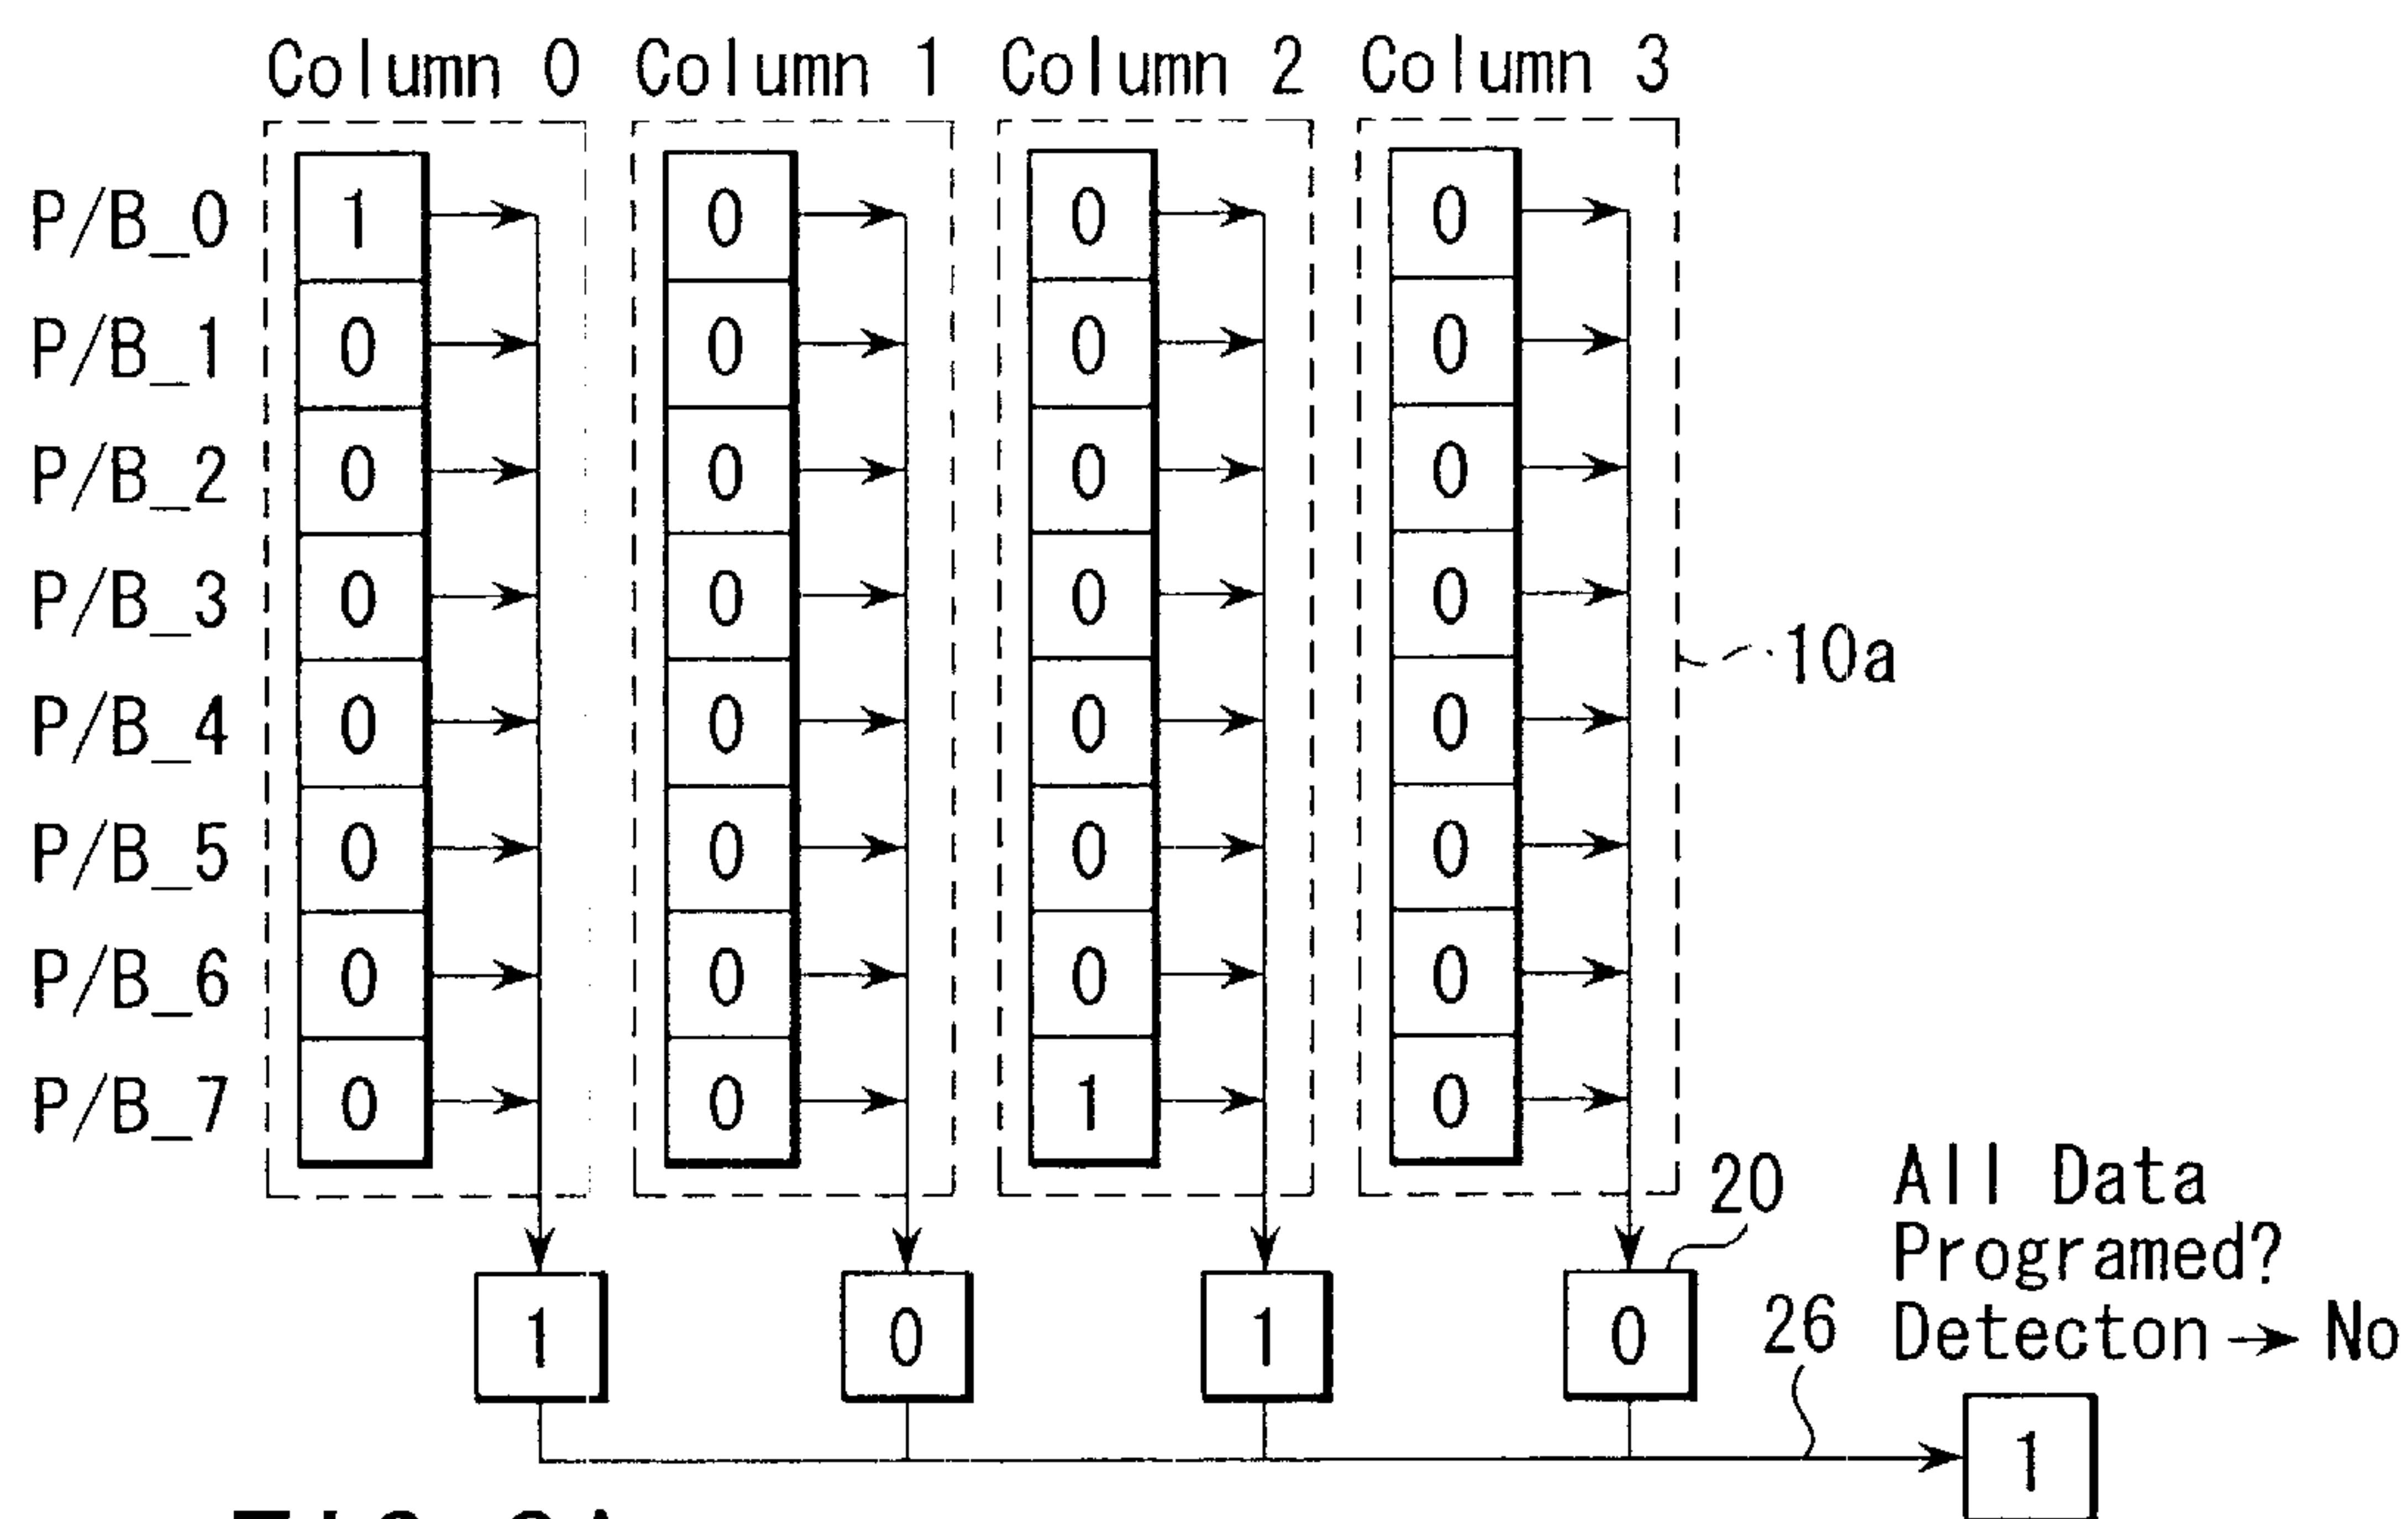 Column 0 Column 1 Column 2 Column 3
P/B_0 1 0 0 0
P/B_1 0 0 0 0
P/B_2 0 0 0 0
P/B_3 0 0 0 0
10a
P/B_4 0 0 0 0
P/B_5 0 0 0 0
P/B_6 0 0 0 0
P/B_7 0 0 1 0
20
All Data
Programed?
Detecton → No
1 0 1 0
26
1